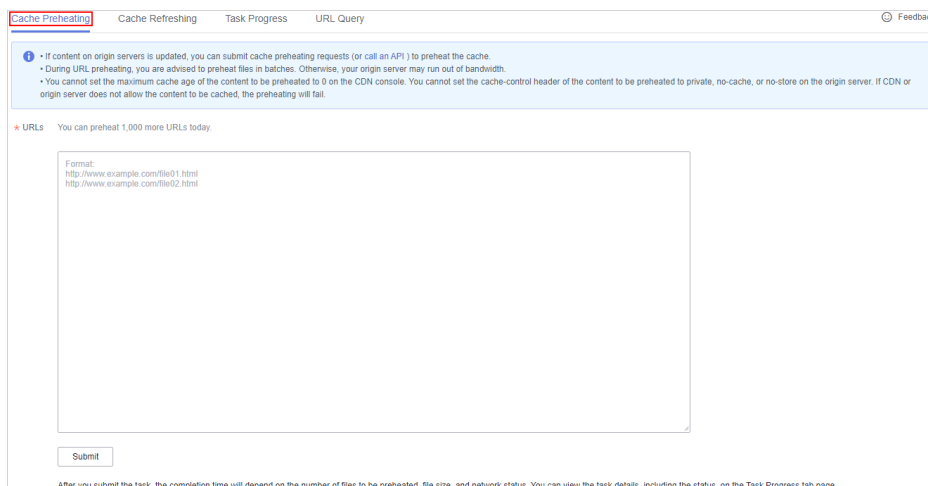 Cache Preheating Cache Refreshing Task Progress URL Query Feedbac
• If content on origin servers is updated, you can submit cache preheating requests (or call an API ) to preheat the cache.
• During URL preheating, you are advised to preheat files in batches. Otherwise, your origin server may run out of bandwidth.
• You cannot set the maximum cache age of the content to be preheated to 0 on the CDN console. You cannot set the cache-control header of the content to be preheated to private, no-cache, or no-store on the origin server. If CDN or
origin server does not allow the content to be cached, the preheating will fail.
* URLs You can preheat 1,000 more URLs today.
Format:
http://www.example.com/file01.html
http://www.example.com/file02.html
Submit
After you submit the task, the completion time will depend on the number of files to be preheated, file size, and network status. You can view the task details, including the status, on the Task Progress tab page.